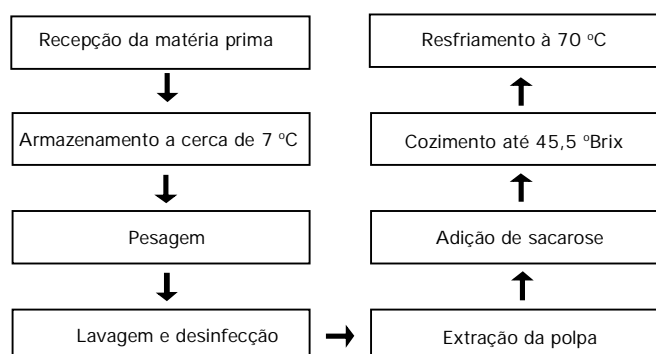 Recepção da matéria prima
Armazenamento a cerca de 7 ºC
Pesagem
Lavagem e desinfecção
Extração da polpa
Adição de sacarose
Cozimento até 45,5 ºBrix
Resfriamento à 70 ºC